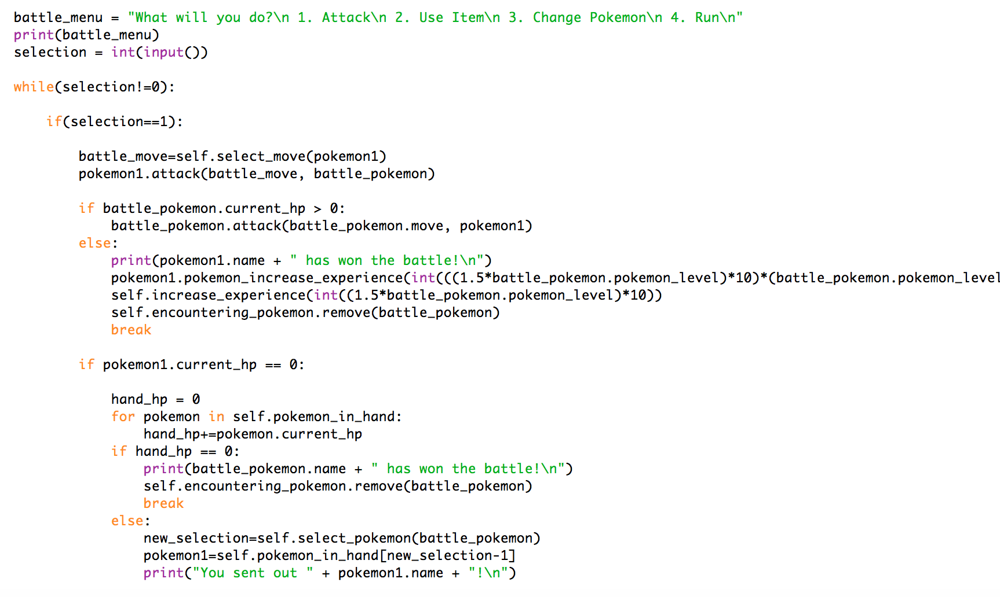 battle_menu = "What will you do?\n 1. Attack\n 2. Use Item\n 3. Change Pokemon\n 4. Run\n"
print(battle_menu)
selection = int(input())
while(selection!=0):
if(selection==1):
battle_move=self.select_move(pokemon1)
pokemon1.attack(battle_move, battle_pokemon)
if battle_pokemon.current_hp > 0:
battle_pokemon.attack(battle_pokemon.move, pokemon1)
else:
print(pokemon1.name + " has won the battle!\n")
pokemon1.pokemon_increase_experience(int(((1.5*battle_pokemon.pokemon_level)*10)*(battle_pokemon.pokemon_level
self.increase_experience(int((1.5*battle_pokemon.pokemon_level)*10))
self.encountering_pokemon.remove(battle_pokemon)
break
if pokemon1.current_hp == 0:
hand_hp = 0
for pokemon in self.pokemon_in_hand:
hand_hp+=pokemon.current_hp
if hand_hp == 0:
print(battle_pokemon.name + " has won the battle!\n")
self.encountering_pokemon.remove(battle_pokemon)
break
else:
new_selection=self.select_pokemon(battle_pokemon)
pokemon1=self.pokemon_in_hand[new_selection-1]
print("You sent out " + pokemon1.name + "!\n")